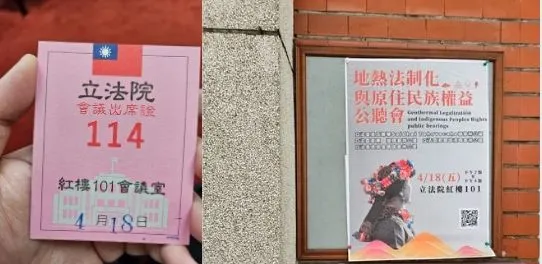 立法院
會議出席證
114
紅樓101會議室
4月18日
地熱法制化
與原住民族權益
公聽會
Geothermal Legalization
and Indigenous Peoples Rights
public hearings
4/18(五)
立法院紅樓101